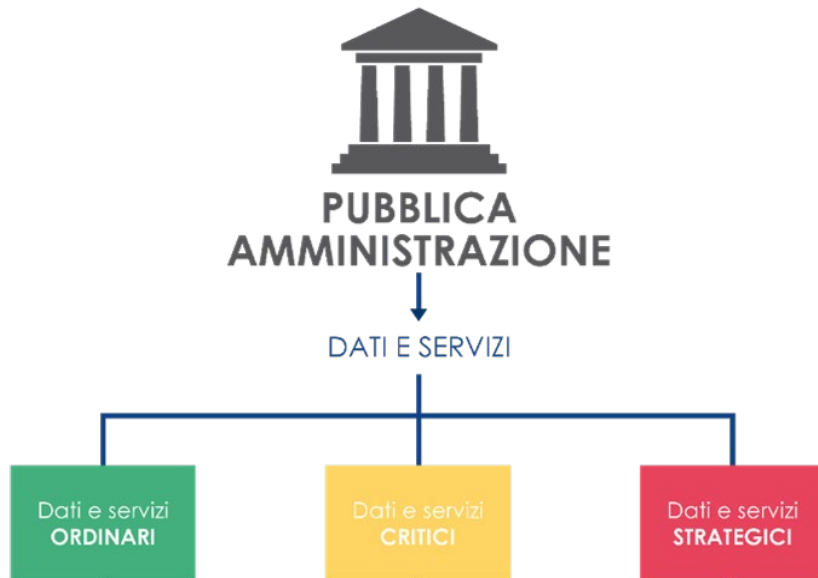 PUBBLICA
AMMINISTRAZIONE
DATI E SERVIZI
Dati e servizi
ORDINARI
Dati e servizi
CRITICI
Dati e servizi
STRATEGICI